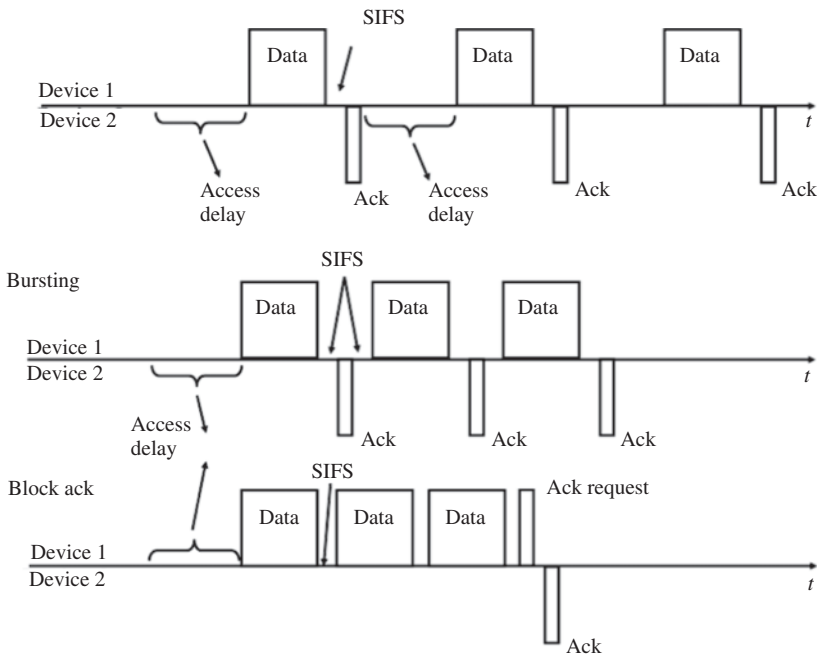 SIFS
Data
Data
Data
Device 1
Device 2
t
Access
delay
Ack
Access
delay
Ack
Ack
SIFS
Bursting
Data
Data
Data
Device 1
Device 2
t
Access
delay
Ack
Ack
Ack
SIFS
Block ack
Ack request
Data
Data
Data
Device 1
Device 2
t
Ack